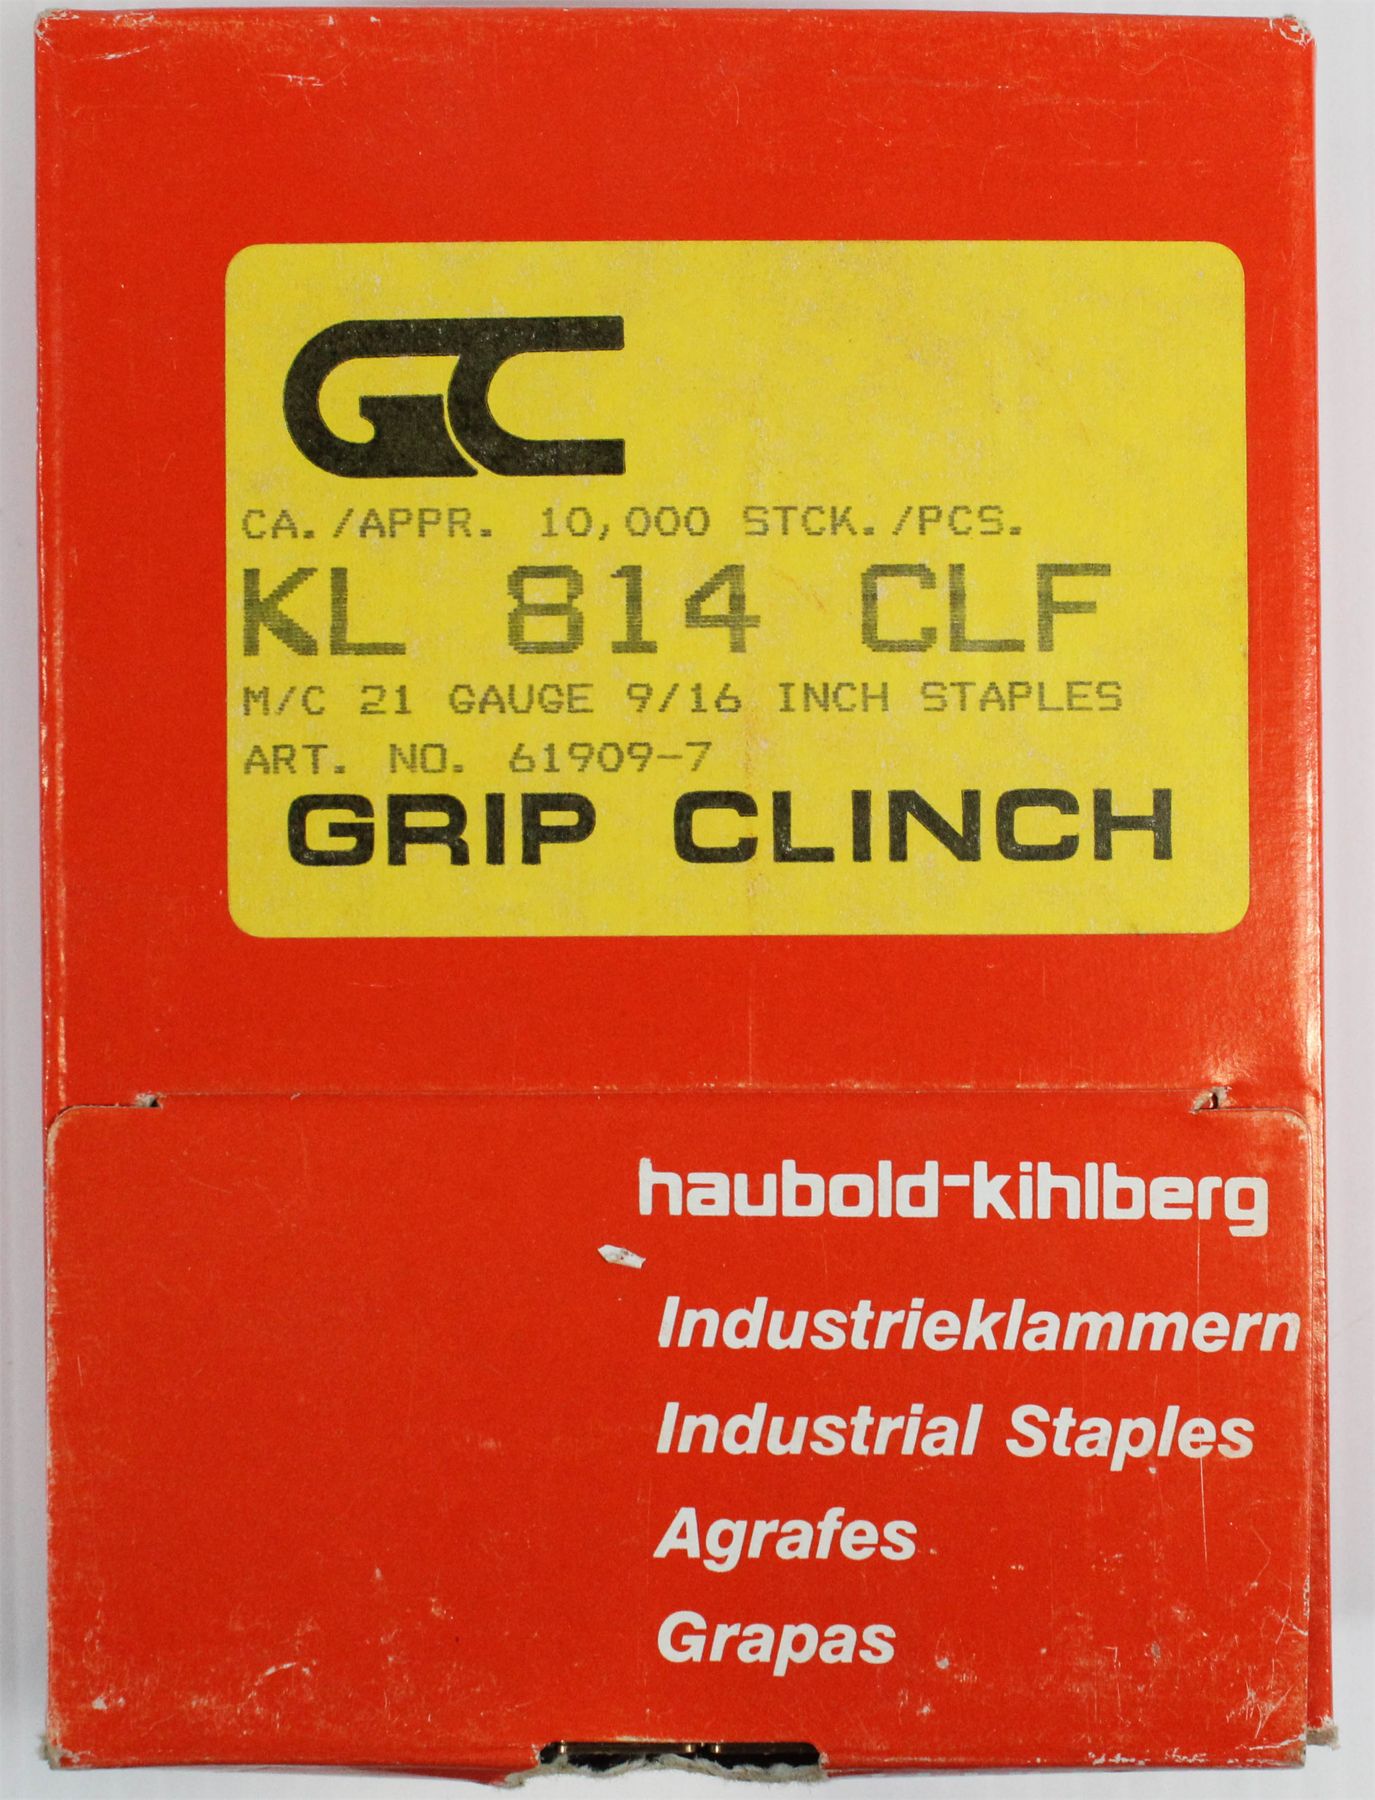 GC
CA./APPR. 10,000 STCK./PCS.
KL 814 CLF
M/C 21 GAUGE 9/16 INCH STAPLES
ART. NO. 61909-7
GRIP CLINCH
haubold-kihlberg
Industrieklammern
Industrial Staples
Agrafes
Grapas